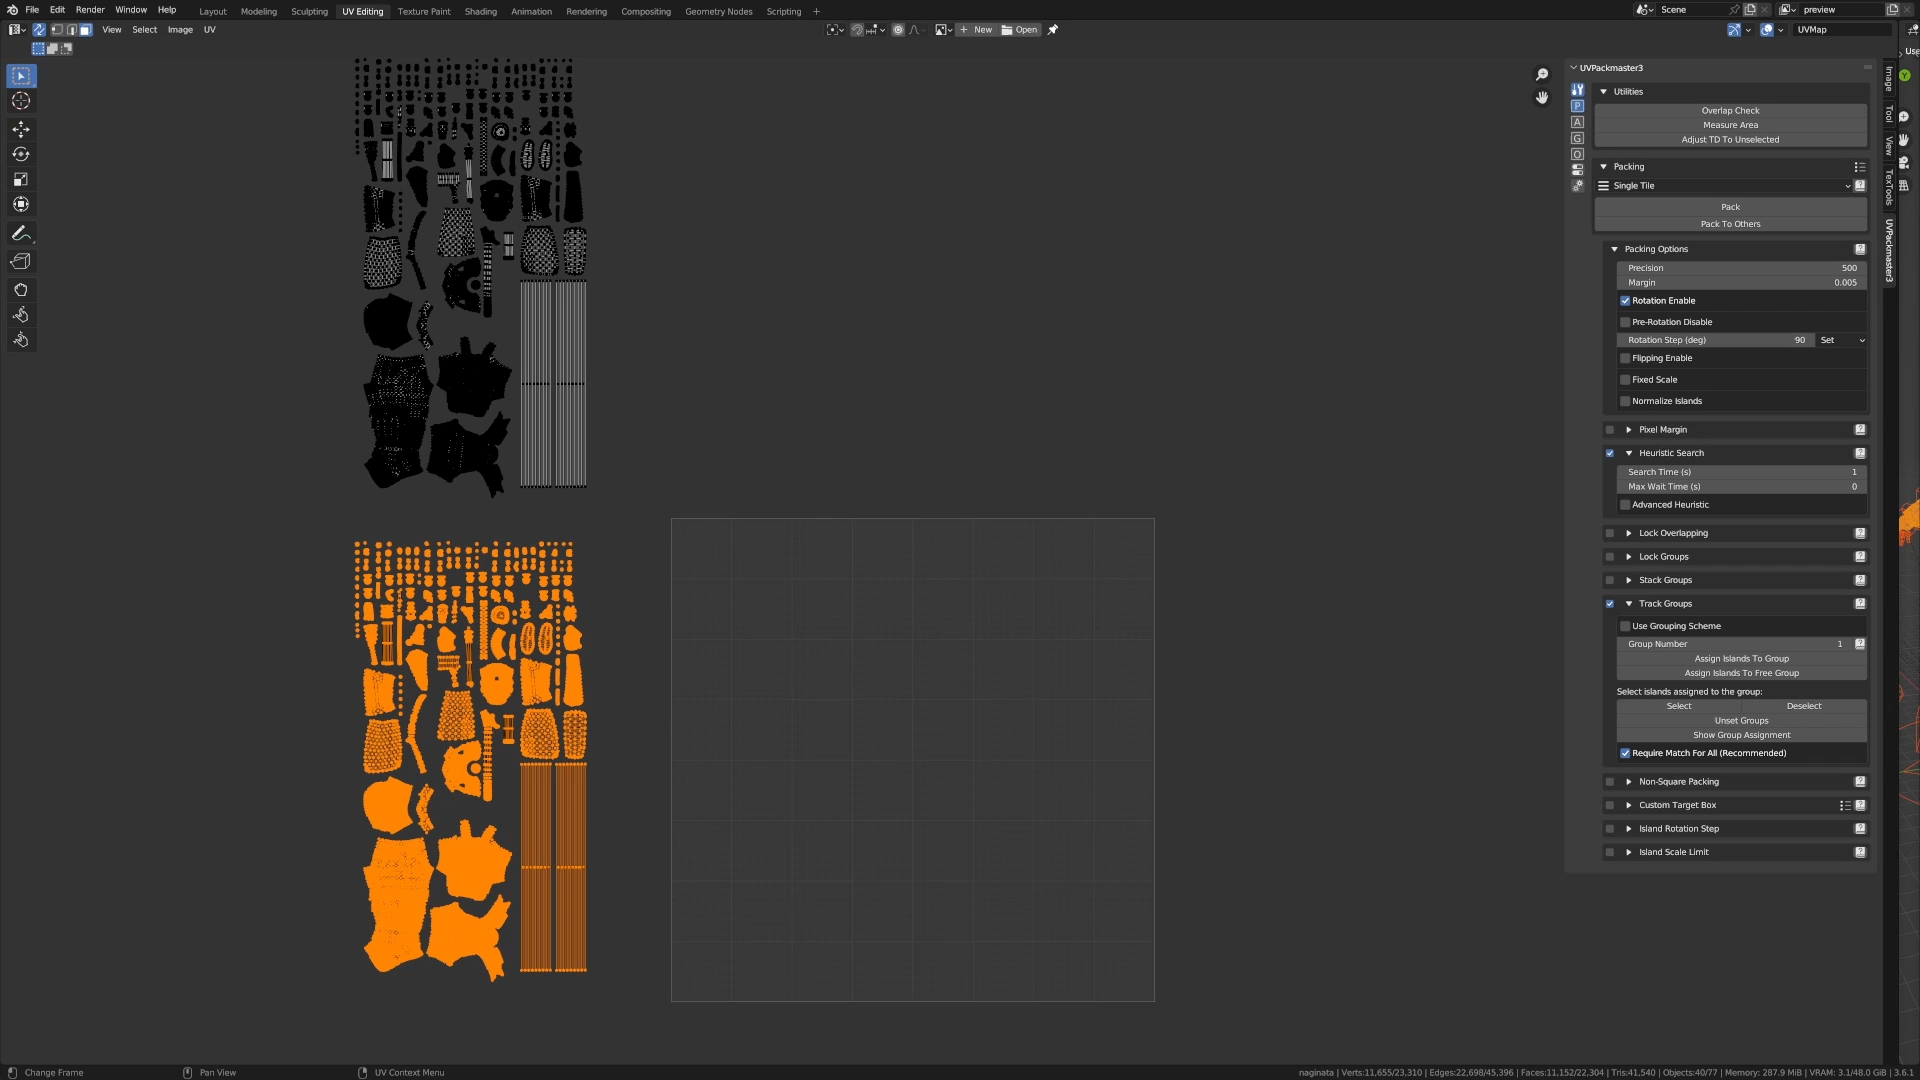 File Edit Render Window Help Layout Modeling Sculpting UV Editing Texture Paint Shading Animation Rendering Compositing Geometry Nodes Scripting + Scene preview
View Select Image UV + New Open UVMap
Use
UVPackmaster3
Utilities
Overlap Check
Measure Area
Adjust TD To Unselected
Packing
Single Tile
Pack
Pack To Others
Packing Options
Precision 500
Margin 0.005
Rotation Enable
Pre-Rotation Disable
Rotation Step (deg) 90 Set
Flipping Enable
Fixed Scale
Normalize Islands
Pixel Margin
Heuristic Search
Search Time (s) 1
Max Wait Time (s) 0
Advanced Heuristic
Lock Overlapping
Lock Groups
Stack Groups
Track Groups
Use Grouping Scheme
Group Number 1
Assign Islands To Group
Assign Islands To Free Group
Select islands assigned to the group:
Select Deselect
Unset Groups
Show Group Assignment
Require Match For All (Recommended)
Non-Square Packing
Custom Target Box
Island Rotation Step
Island Scale Limit
P
A
G
O
Image
Tool
View
TexTools
UVPackmaster3
Y
Change Frame Pan View UV Context Menu naginata | Verts:11,655/23,310 | Edges:22,698/45,396 | Faces:11,152/22,304 | Tris:41,540 | Objects:40/77 | Memory: 287.9 MiB | VRAM: 3.1/48.0 GiB | 3.6.1